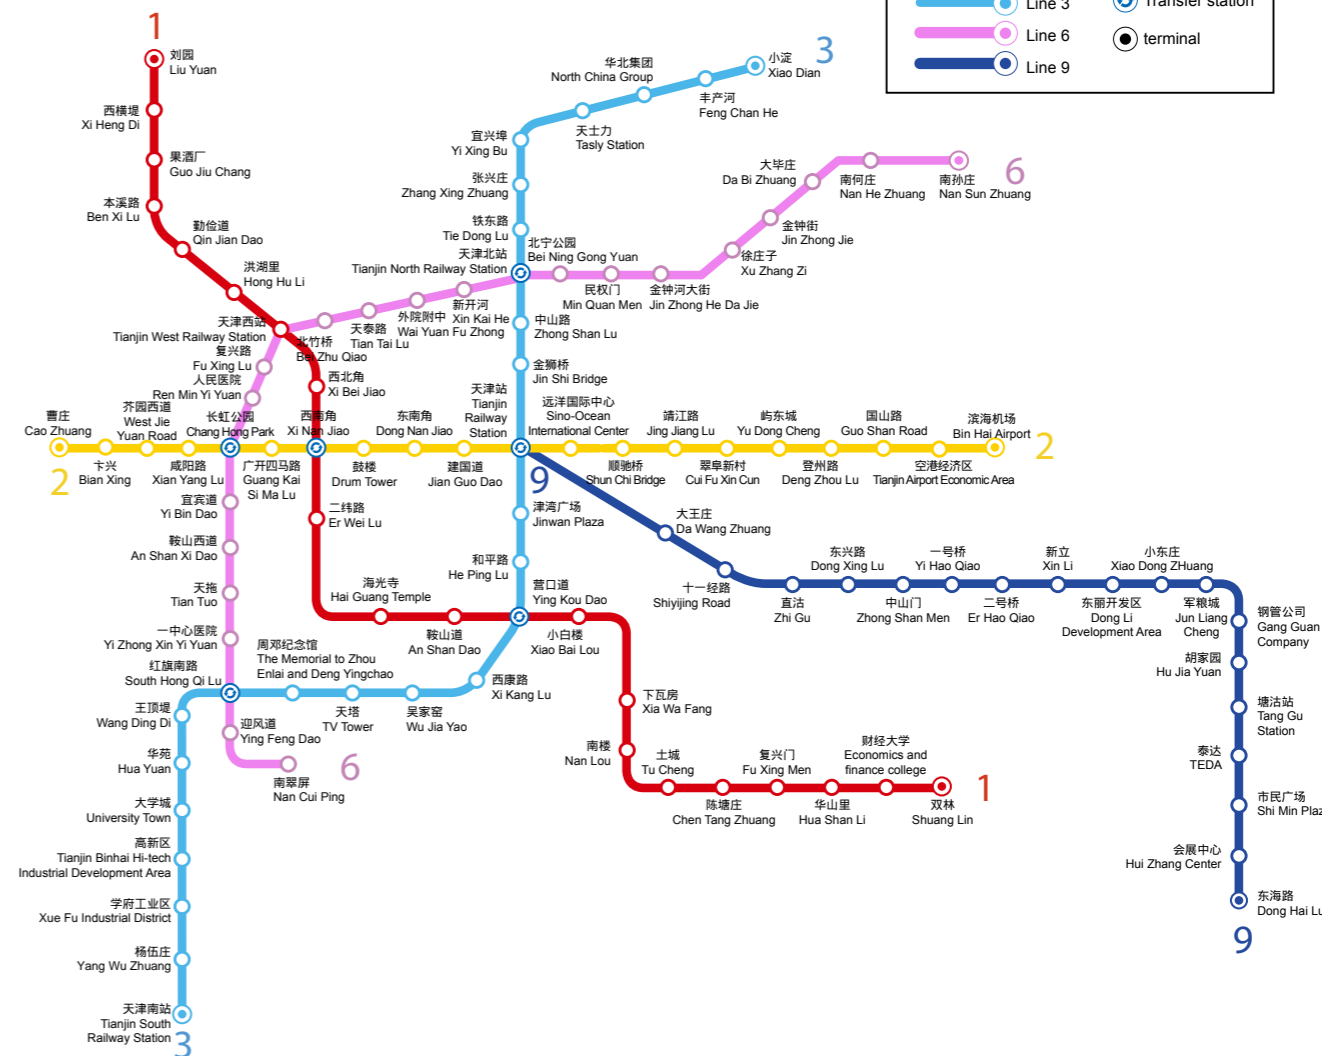 Line 3
Transfer station
Line 6
terminal
Line 9
1
刘园
Liu Yuan
西横堤
Xi Heng Di
果酒厂
Guo Jiu Chang
本溪路
Ben Xi Lu
勤俭道
Qin Jian Dao
洪湖里
Hong Hu Li
天津西站
Tianjin West Railway Station
3
小淀
Xiao Dian
华北集团
North China Group
丰产河
Feng Chan He
天士力
Tasly Station
宜兴埠
Yi Xing Bu
张兴庄
Zhang Xing Zhuang
铁东路
Tie Dong Lu
天津北站
Tianjin North Railway Station
北宁公园
Bei Ning Gong Yuan
民权门
Min Quan Men
金钟河大街
Jin Zhong He Da Jie
徐庄子
Xu Zhang Zi
金钟街
Jin Zhong Jie
大毕庄
Da Bi Zhuang
南何庄
Nan He Zhuang
南孙庄
Nan Sun Zhuang
6
新开河
Xin Kai He
外院附中
Wai Yuan Fu Zhong
天泰路
Tian Tai Lu
北竹桥
Bei Zhu Qiao
复兴路
Fu Xing Lu
人民医院
Ren Min Yi Yuan
西北角
Xi Bei Jiao
中山路
Zhong Shan Lu
金狮桥
Jin Shi Bridge
天津站
Tianjin
Railway
Station
曹庄
Cao Zhuang
2
卞兴
Bian Xing
芥园西道
West Jie
Yuan Road
咸阳路
Xian Yang Lu
长虹公园
Chang Hong Park
广开四马路
Guang Kai
Si Ma Lu
西南角
Xi Nan Jiao
鼓楼
Drum Tower
东南角
Dong Nan Jiao
建国道
Jian Guo Dao
9
远洋国际中心
Sino-Ocean
International Center
顺驰桥
Shun Chi Bridge
靖江路
Jing Jiang Lu
翠阜新村
Cui Fu Xin Cun
屿东城
Yu Dong Cheng
登州路
Deng Zhou Lu
国山路
Guo Shan Road
空港经济区
Tianjin Airport Economic Area
滨海机场
Bin Hai Airport
2
宜宾道
Yi Bin Dao
鞍山西道
An Shan Xi Dao
天拖
Tian Tuo
一中心医院
Yi Zhong Xin Yi Yuan
红旗南路
South Hong Qi Lu
迎风道
Ying Feng Dao
南翠屏
Nan Cui Ping
6
二纬路
Er Wei Lu
海光寺
Hai Guang Temple
鞍山道
An Shan Dao
津湾广场
Jinwan Plaza
和平路
He Ping Lu
营口道
Ying Kou Dao
小白楼
Xiao Bai Lou
下瓦房
Xia Wa Fang
南楼
Nan Lou
土城
Tu Cheng
陈塘庄
Chen Tang Zhuang
复兴门
Fu Xing Men
华山里
Hua Shan Li
财经大学
Economics and
finance college
双林
Shuang Lin
1
西康路
Xi Kang Lu
吴家窑
Wu Jia Yao
天塔
TV Tower
周邓纪念馆
The Memorial to Zhou
Enlai and Deng Yingchao
王顶堤
Wang Ding Di
华苑
Hua Yuan
大学城
University Town
高新区
Tianjin Binhai Hi-tech
Industrial Development Area
学府工业区
Xue Fu Industrial District
杨伍庄
Yang Wu Zhuang
天津南站
Tianjin South
Railway Station
3
大王庄
Da Wang Zhuang
十一经路
Shiyijing Road
直沽
Zhi Gu
东兴路
Dong Xing Lu
中山门
Zhong Shan Men
一号桥
Yi Hao Qiao
二号桥
Er Hao Qiao
新立
Xin Li
东丽开发区
Dong Li
Development Area
小东庄
Xiao Dong ZHuang
军粮城
Jun Liang
Cheng
钢管公司
Gang Guan
Company
胡家园
Hu Jia Yuan
塘沽站
Tang Gu
Station
泰达
TEDA
市民广场
Shi Min Plaz
会展中心
Hui Zhang Center
东海路
Dong Hai Lu
9